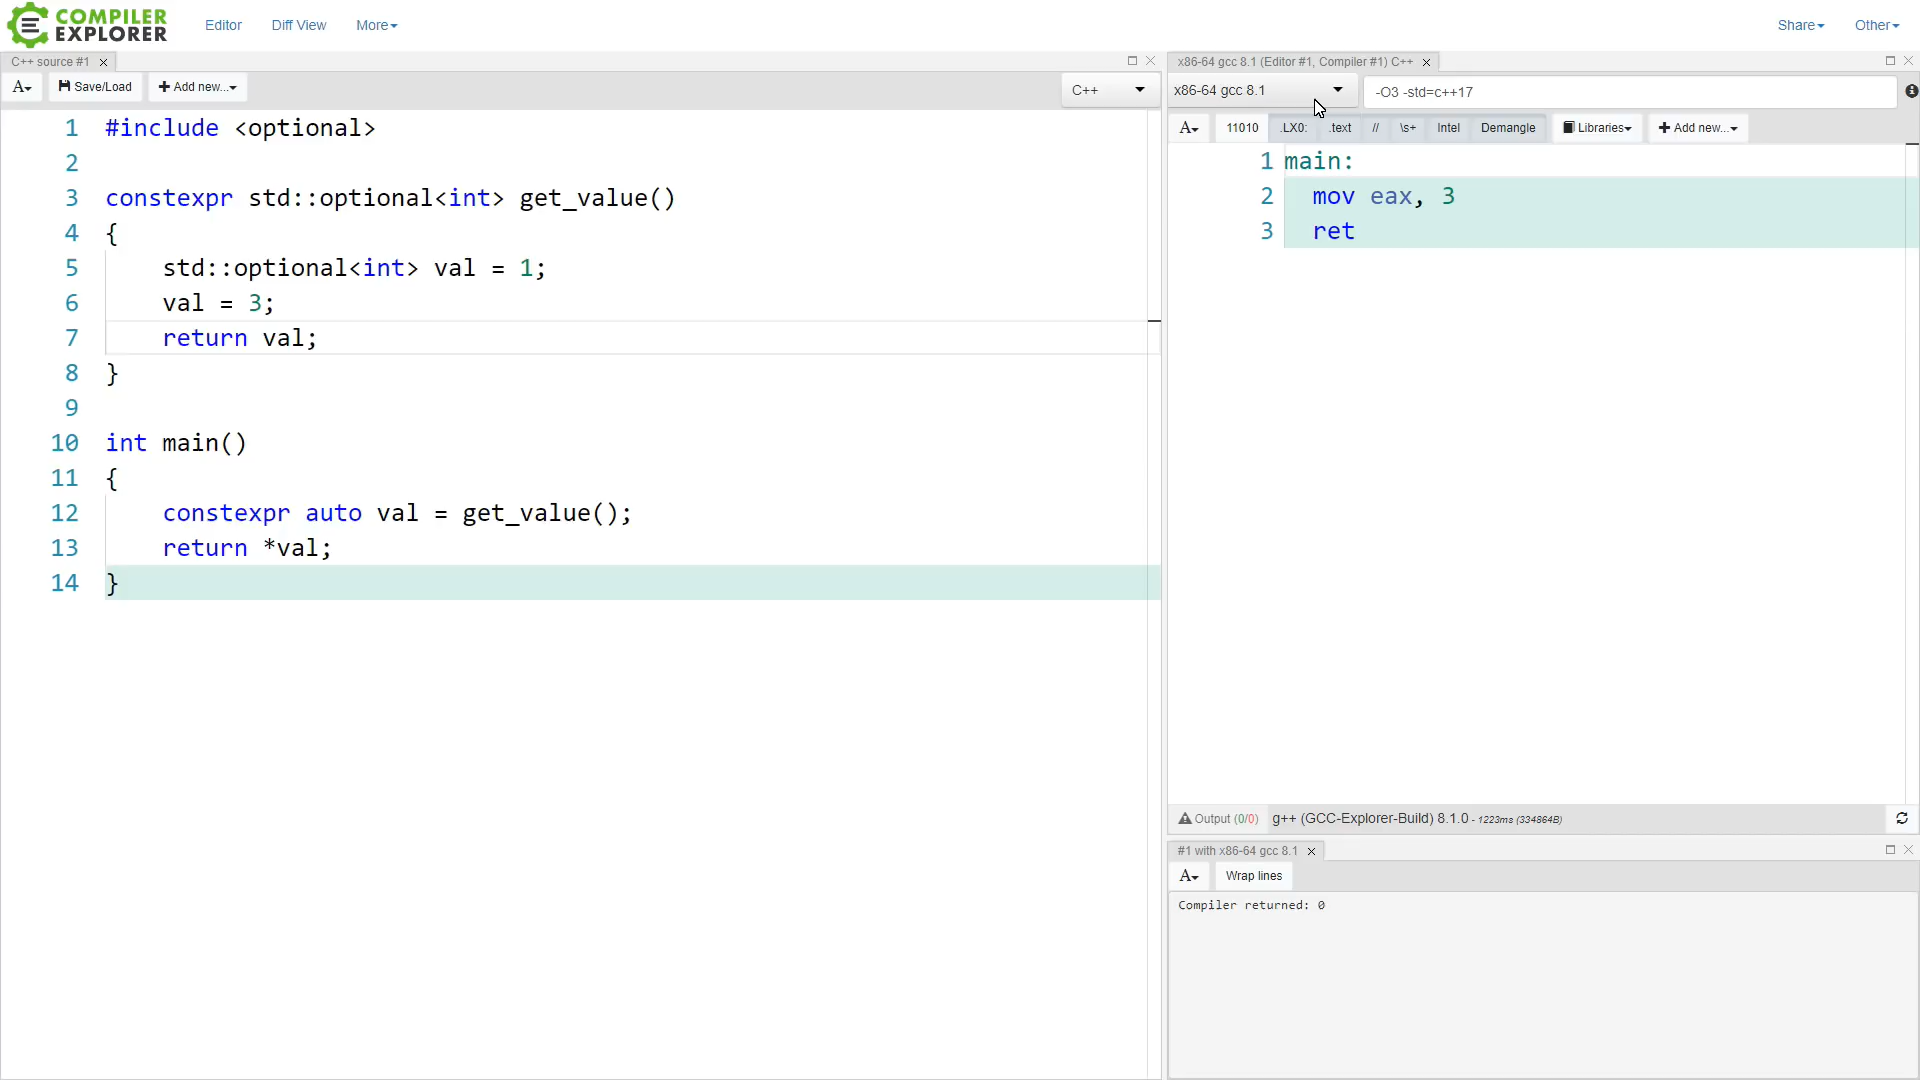 COMPILER
EXPLORER
Editor
Diff View
More
Share
Other
C++ source #1
A
Save/Load
Add new...
C++
1 #include <optional>
2
3 constexpr std::optional<int> get_value()
4 {
5 std::optional<int> val = 1;
6 val = 3;
7 return val;
8 }
9
10 int main()
11 {
12 constexpr auto val = get_value();
13 return *val;
14 }
x86-64 gcc 8.1 (Editor #1, Compiler #1) C++
x86-64 gcc 8.1
-O3 -std=c++17
A
11010
.LX0:
.text
//
\s+
Intel
Demangle
Libraries
Add new...
1 main:
2 mov eax, 3
3 ret
Output (0/0) g++ (GCC-Explorer-Build) 8.1.0 - 1223ms (334864B)
#1 with x86-64 gcc 8.1
A
Wrap lines
Compiler returned: 0